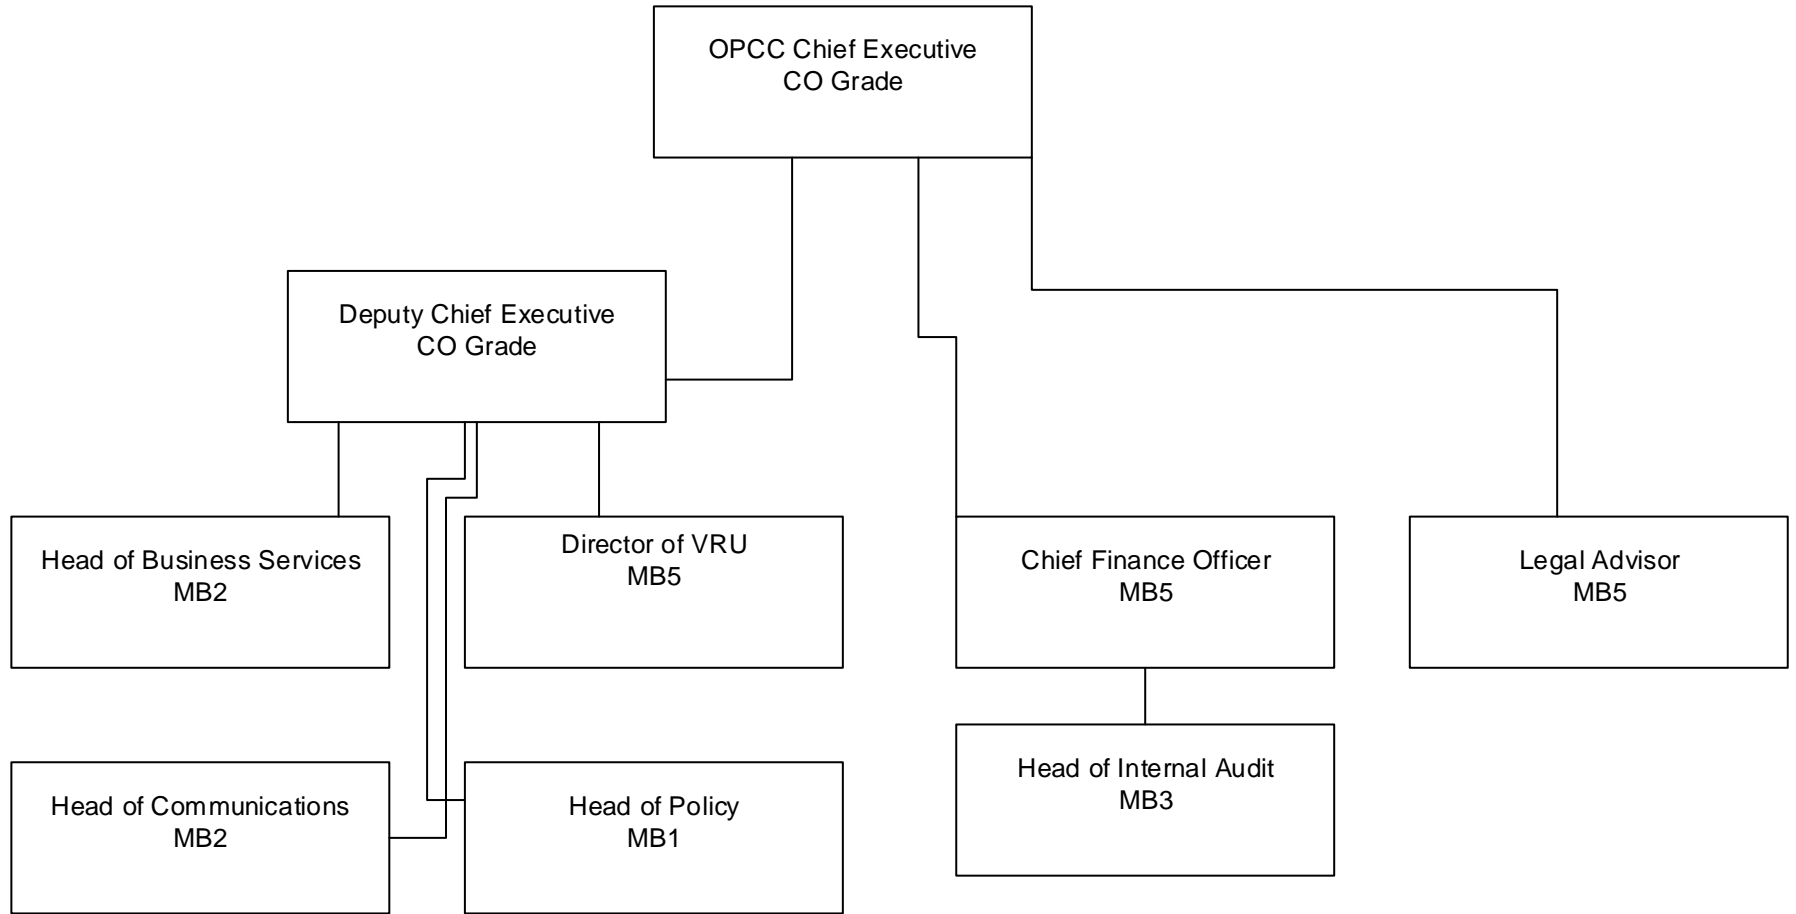 OPCC Chief Executive
CO Grade
Deputy Chief Executive
CO Grade
Head of Business Services
MB2
Director of VRU
MB5
Chief Finance Officer
MB5
Legal Advisor
MB5
Head of Communications
MB2
Head of Policy
MB1
Head of Internal Audit
MB3